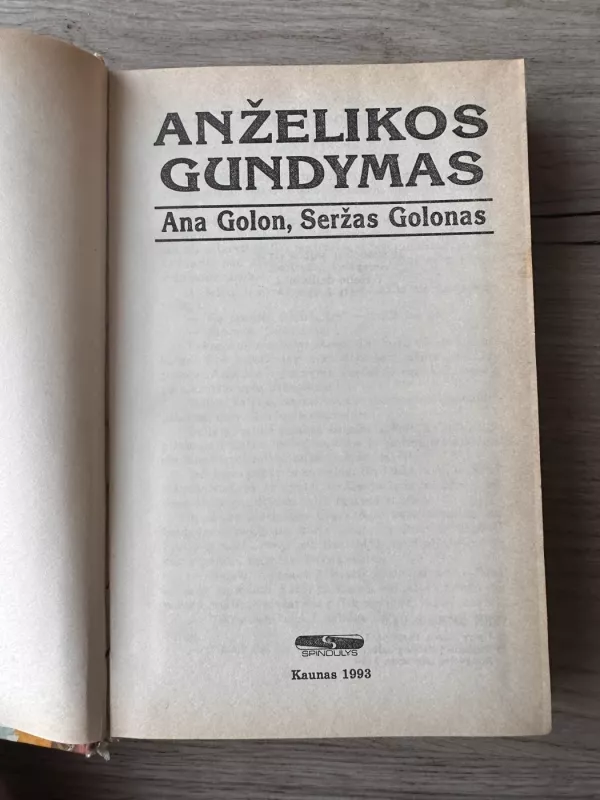 ANŽELIKOS
GUNDYMAS
Ana Golon, Seržas Golonas
SPINDULYS
Kaunas 1993